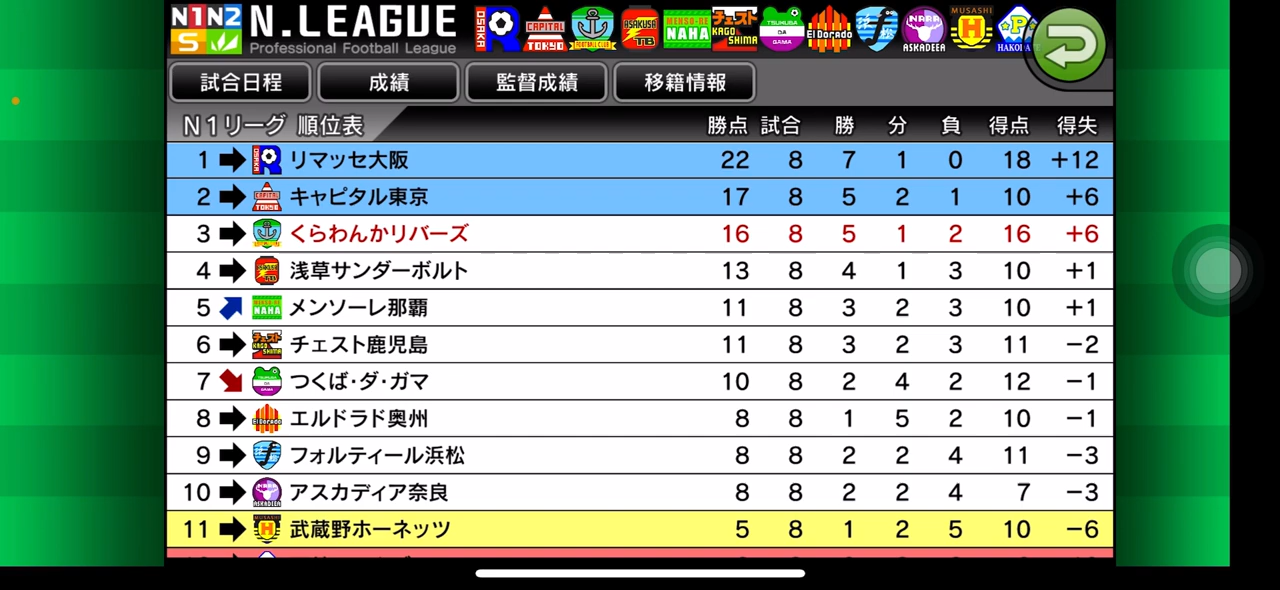 N1 N2 S N. LEAGUE
Professional Football League
OSAKA R CAPITAL TOKYO FOOTBALL CLUB ASAKUSA TB MENSO-RE NAHA チェスト KAGOSHIMA TSUKUBA DA GAMA El Dorado NARA ASKADEEA MUSASHI H P
試合日程 成績 監督成績 移籍情報
N1リーグ 順位表 勝点 試合 勝 分 負 得点 得失
1 リマッセ大阪 22 8 7 1 0 18 +12
2 キャピタル東京 17 8 5 2 1 10 +6
3 くらわんかリバーズ 16 8 5 1 2 16 +6
4 浅草サンダーボルト 13 8 4 1 3 10 +1
5 メンソーレ那覇 11 8 3 2 3 10 +1
6 チェスト鹿児島 11 8 3 2 3 11 −2
7 つくば・ダ・ガマ 10 8 2 4 2 12 −1
8 エルドラド奥州 8 8 1 5 2 10 −1
9 フォルティール浜松 8 8 2 2 4 11 −3
10 アスカディア奈良 8 8 2 2 4 7 −3
11 武蔵野ホーネッツ 5 8 1 2 5 10 −6